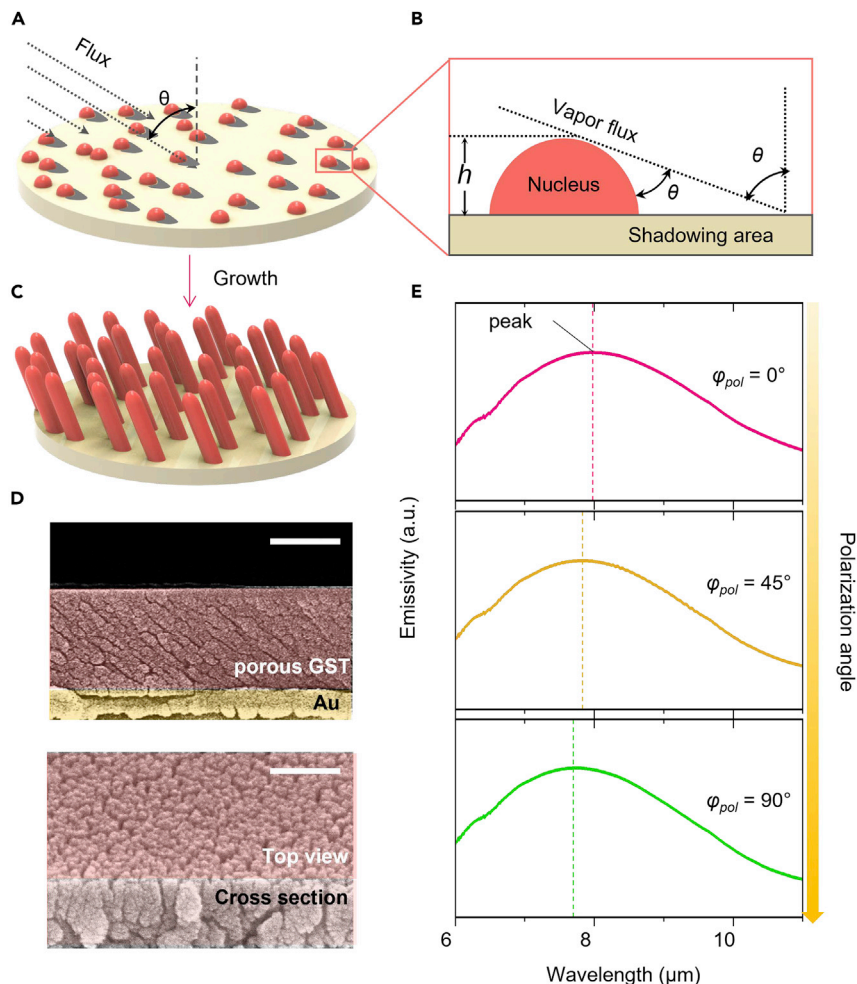 A
Flux
θ
B
Vapor flux
h
Nucleus
θ
θ
Shadowing area
Growth
C
D
porous GST
Au
Top view
Cross section
E
peak
φpol = 0°
φpol = 45°
φpol = 90°
Emissivity (a.u.)
Polarization angle
6 8 10
Wavelength (µm)